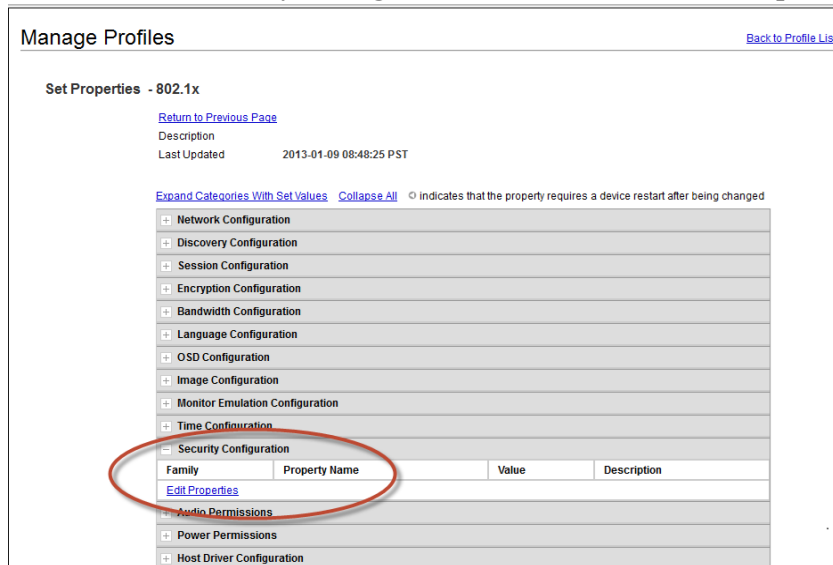 Manage Profiles
Back to Profile Lis
Set Properties - 802.1x
Return to Previous Page
Description
Last Updated 2013-01-09 08:48:25 PST
Expand Categories With Set Values Collapse All indicates that the property requires a device restart after being changed
Network Configuration
Discovery Configuration
Session Configuration
Encryption Configuration
Bandwidth Configuration
Language Configuration
OSD Configuration
Image Configuration
Monitor Emulation Configuration
Time Configuration
Security Configuration
Family Property Name Value Description
Edit Properties
Audio Permissions
Power Permissions
Host Driver Configuration